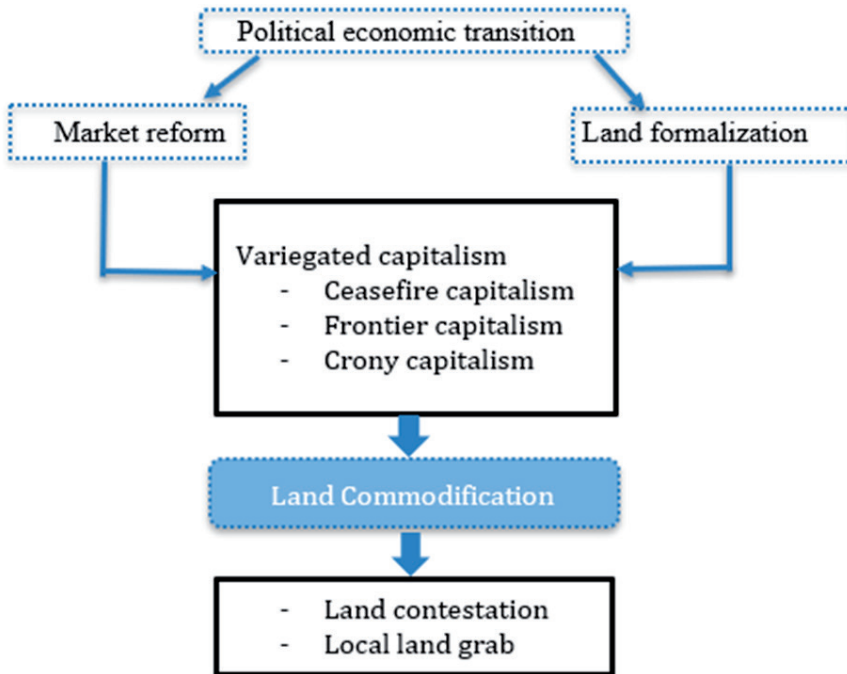 Political economic transition
Market reform
Land formalization
Variegated capitalism
- Ceasefire capitalism
- Frontier capitalism
- Crony capitalism
Land Commodification
- Land contestation
- Local land grab